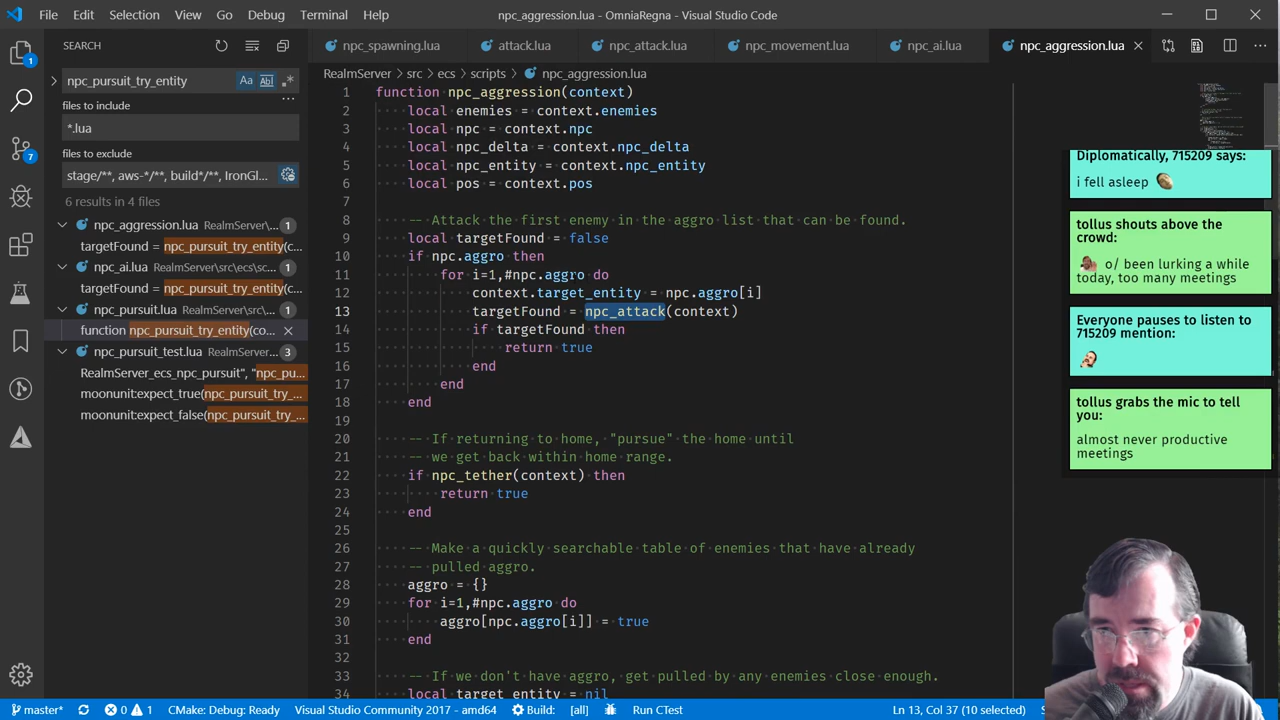 File Edit Selection View Go Debug Terminal Help
npc_aggression.lua - OmniaRegna - Visual Studio Code
SEARCH
npc_spawning.lua attack.lua npc_attack.lua npc_movement.lua npc_ai.lua npc_aggression.lua
npc_pursuit_try_entity
Aa Abl
files to include
*.lua
files to exclude
stage/**, aws-*/**, build*/**, IronGl...
6 results in 4 files
npc_aggression.lua RealmServer\... 1
targetFound = npc_pursuit_try_entity(c...
npc_ai.lua RealmServer\src\ecs\sc... 1
targetFound = npc_pursuit_try_entity(c...
npc_pursuit.lua RealmServer\src\e... 1
function npc_pursuit_try_entity(co...
npc_pursuit_test.lua RealmServer... 3
RealmServer_ecs_npc_pursuit", "npc_pu...
moonunit:expect_true(npc_pursuit_try_...
moonunit:expect_false(npc_pursuit_try_...
1
7
RealmServer > src > ecs > scripts > npc_aggression.lua
1 function npc_aggression(context)
2 local enemies = context.enemies
3 local npc = context.npc
4 local npc_delta = context.npc_delta
5 local npc_entity = context.npc_entity
6 local pos = context.pos
7
8 -- Attack the first enemy in the aggro list that can be found.
9 local targetFound = false
10 if npc.aggro then
11 for i=1,#npc.aggro do
12 context.target_entity = npc.aggro[i]
13 targetFound = npc_attack(context)
14 if targetFound then
15 return true
16 end
17 end
18 end
19
20 -- If returning to home, "pursue" the home until
21 -- we get back within home range.
22 if npc_tether(context) then
23 return true
24 end
25
26 -- Make a quickly searchable table of enemies that have already
27 -- pulled aggro.
28 aggro = {}
29 for i=1,#npc.aggro do
30 aggro[npc.aggro[i]] = true
31 end
32
33 -- If we don't have aggro, get pulled by any enemies close enough.
34 local target_entity = nil
Diplomatically, 715209 says:
i fell asleep
tollus shouts above the
crowd:
o/ been lurking a while
today, too many meetings
Everyone pauses to listen to
715209 mention:
tollus grabs the mic to tell
you:
almost never productive
meetings
master* 0 1 CMake: Debug: Ready Visual Studio Community 2017 - amd64 Build: [all] Run CTest Ln 13, Col 37 (10 selected)